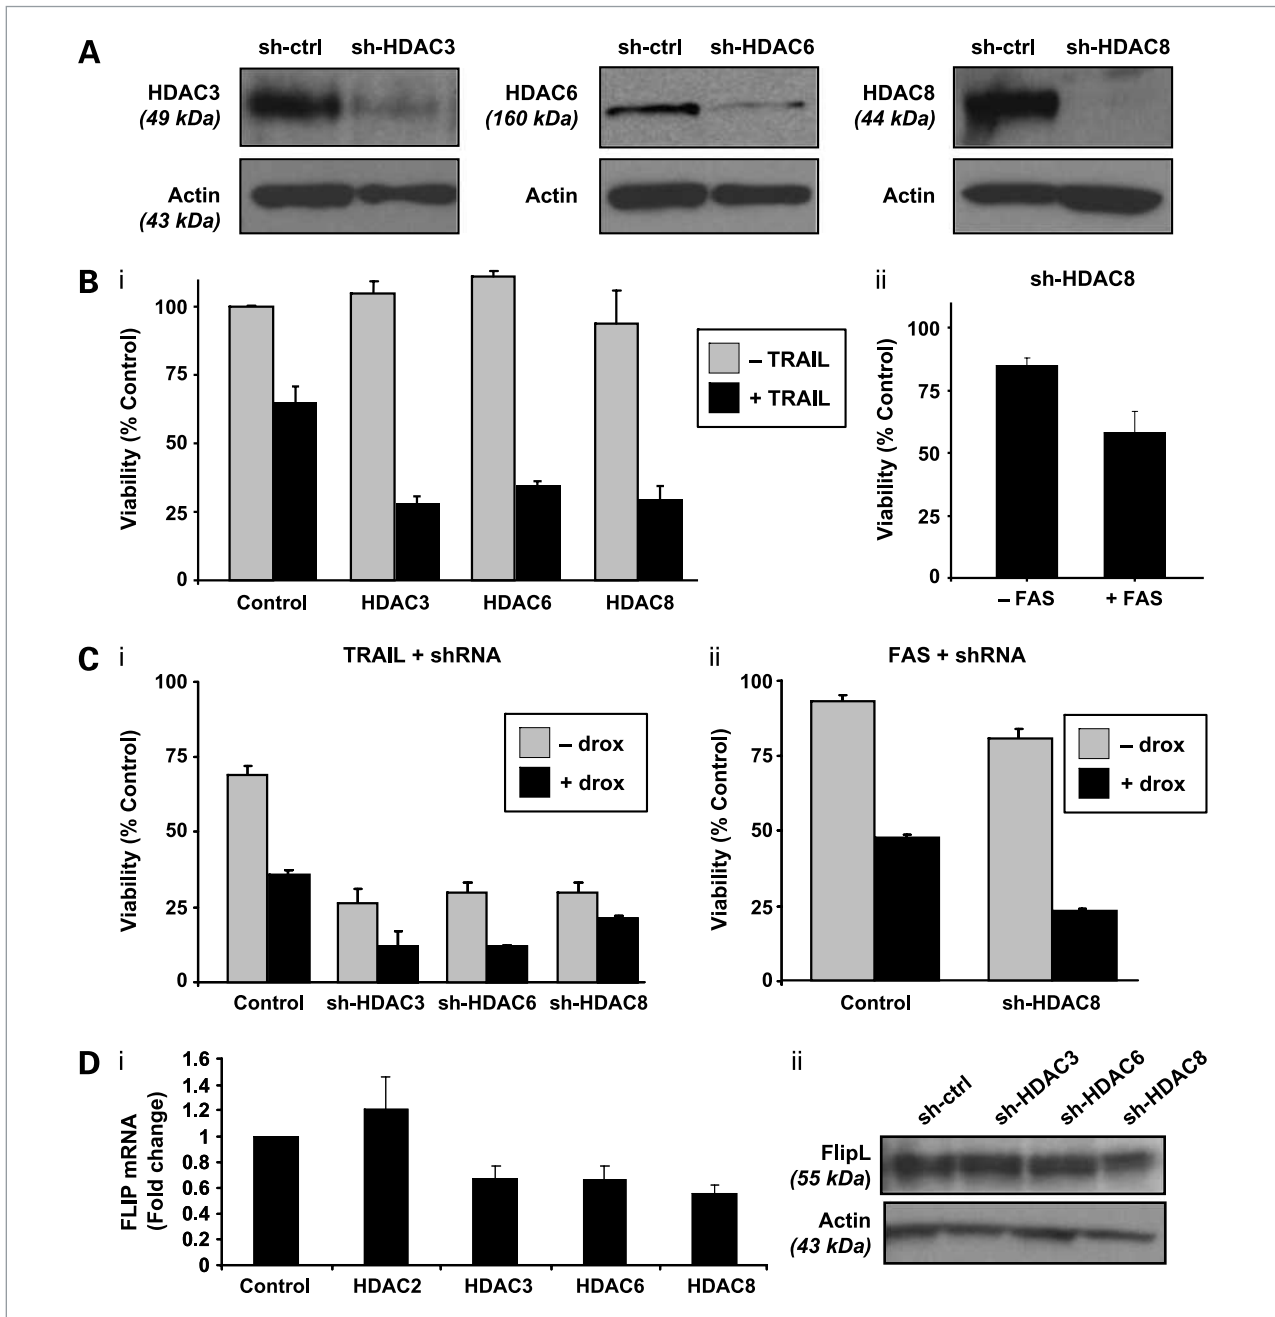 A
sh-ctrl sh-HDAC3
HDAC3
(49 kDa)
Actin
(43 kDa)
sh-ctrl sh-HDAC6
HDAC6
(160 kDa)
Actin
sh-ctrl sh-HDAC8
HDAC8
(44 kDa)
Actin
B i
Viability (% Control)
100
75
50
25
0
Control HDAC3 HDAC6 HDAC8
– TRAIL
+ TRAIL
ii
sh-HDAC8
Viability (% Control)
100
75
50
25
0
– FAS + FAS
C i
TRAIL + shRNA
Viability (% Control)
100
75
50
25
0
Control sh-HDAC3 sh-HDAC6 sh-HDAC8
– drox
+ drox
ii
FAS + shRNA
Viability (% Control)
100
75
50
25
0
Control sh-HDAC8
– drox
+ drox
D i
FLIP mRNA
(Fold change)
1.6
1.4
1.2
1
0.8
0.6
0.4
0.2
0
Control HDAC2 HDAC3 HDAC6 HDAC8
ii
sh-ctrl sh-HDAC3 sh-HDAC6 sh-HDAC8
FlipL
(55 kDa)
Actin
(43 kDa)